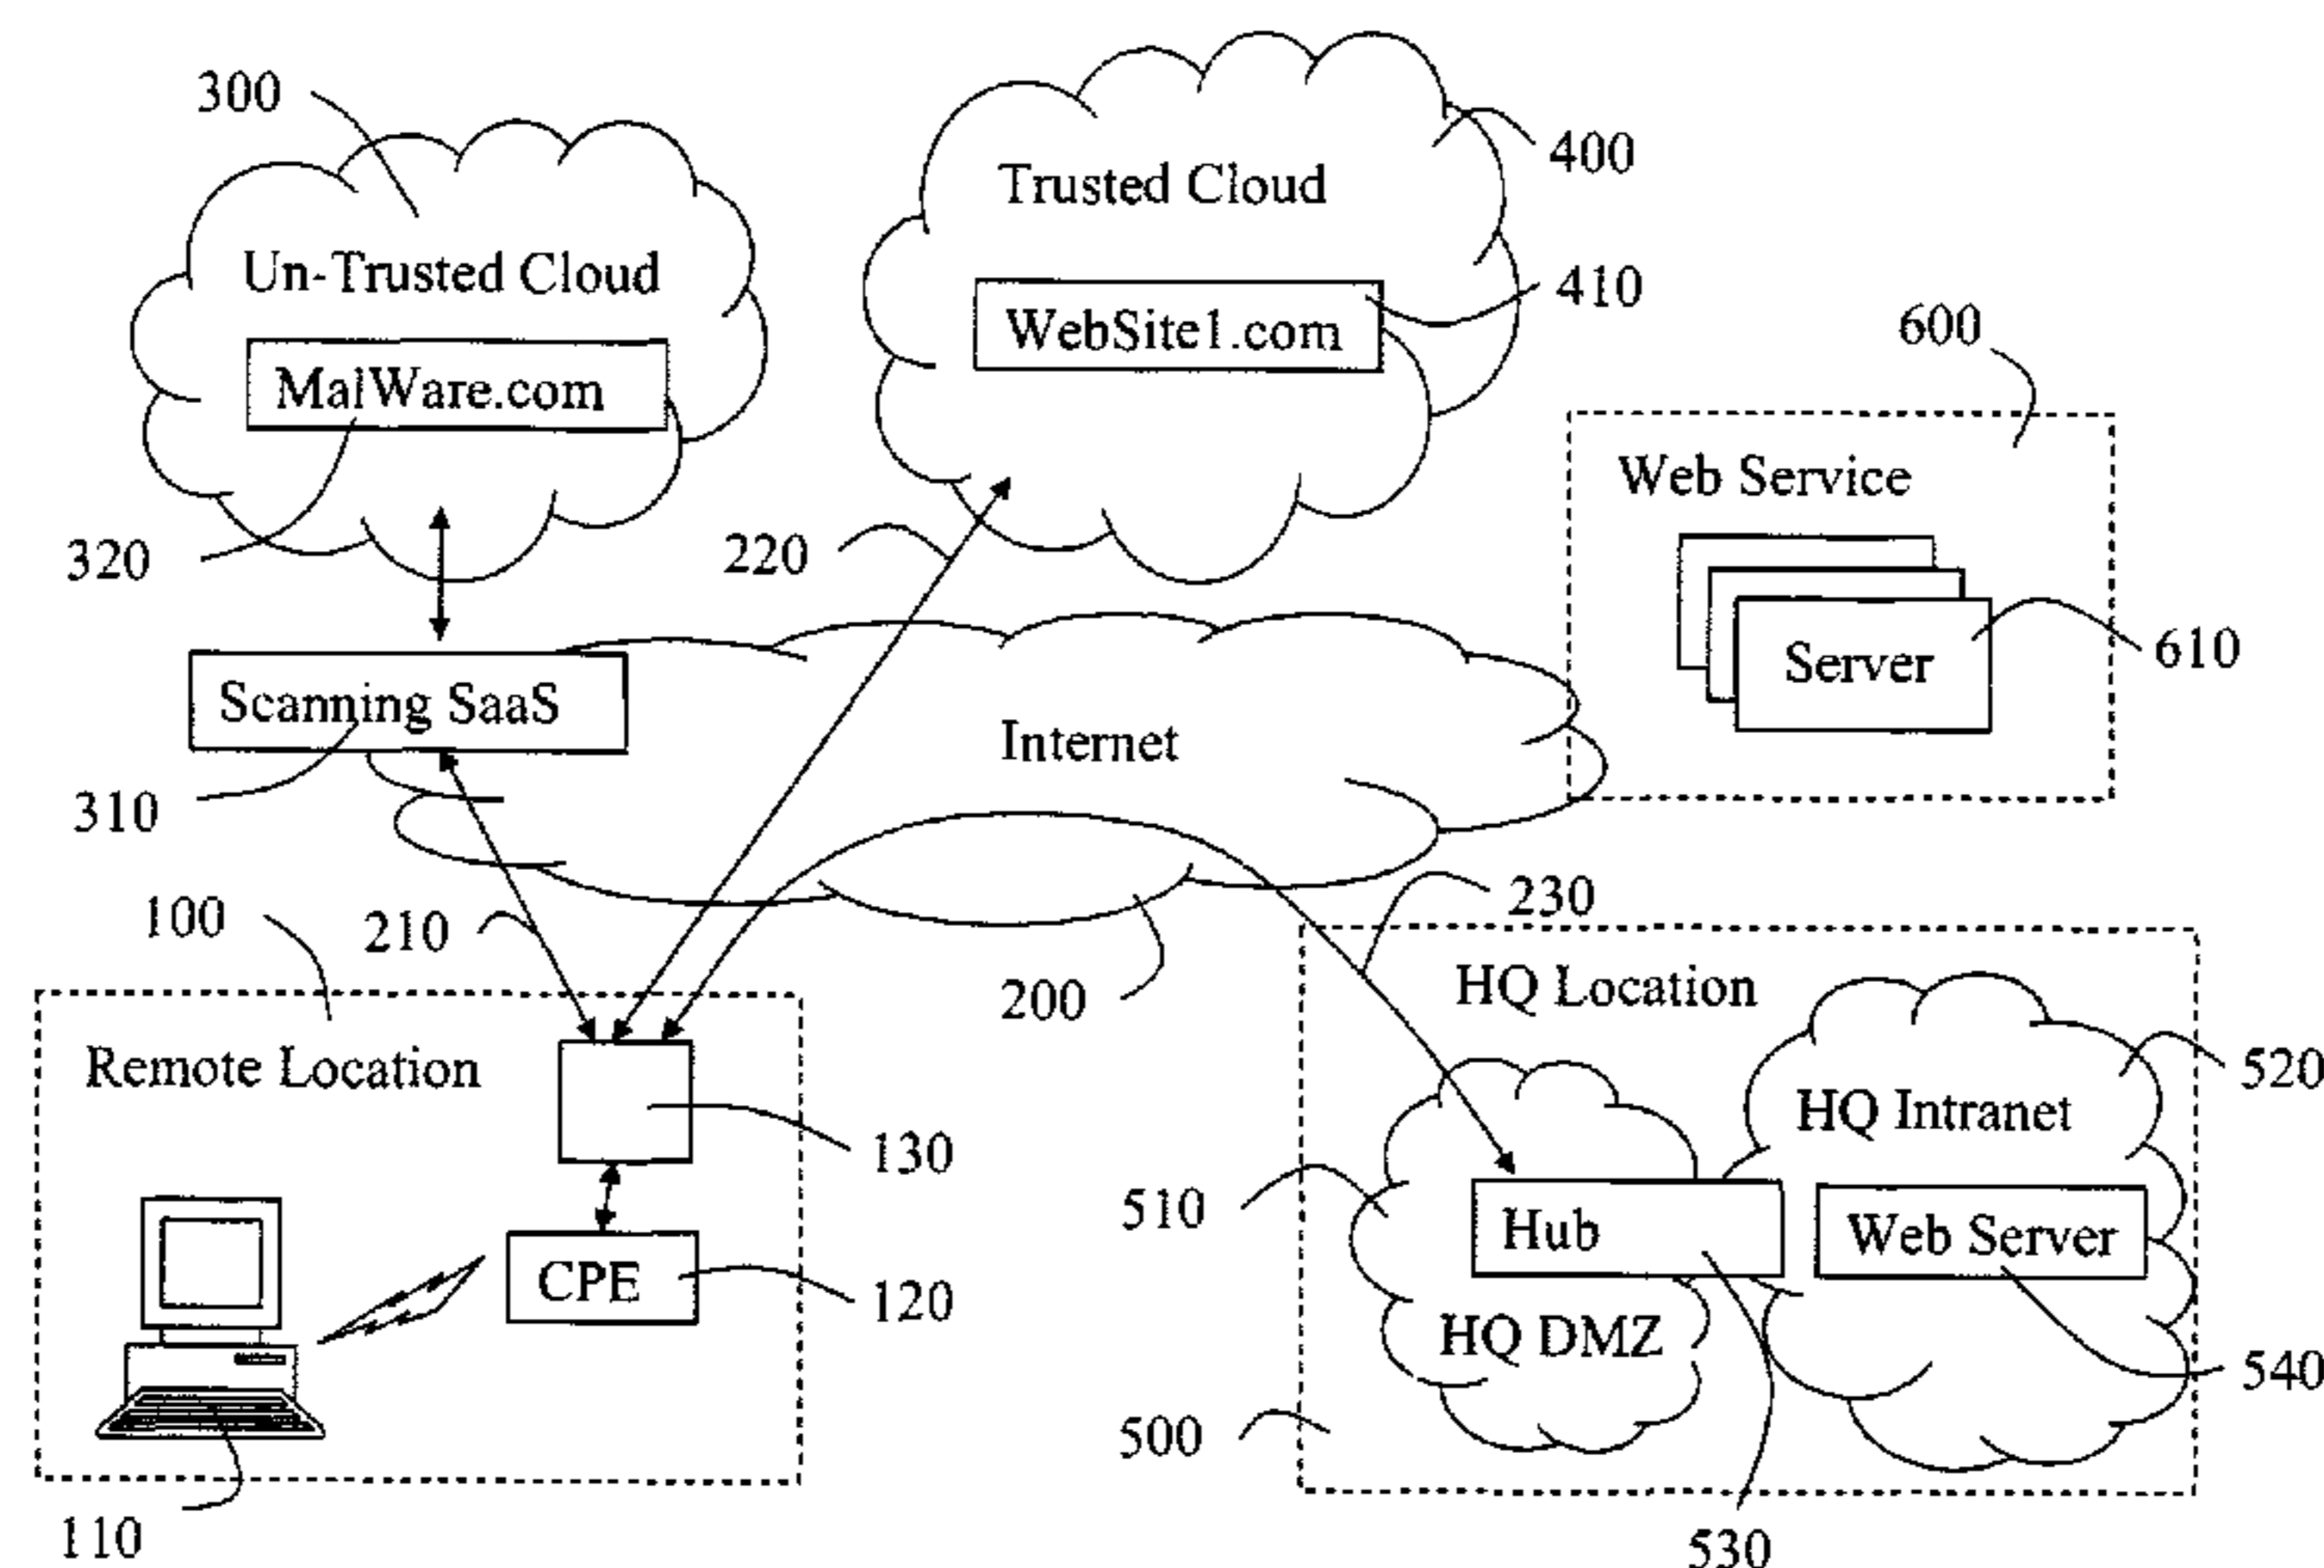 300
400
Trusted Cloud
Un-Trusted Cloud
410
WebSite1.com
600
MalWare.com
Web Service
320
220
Server
610
Scanning SaaS
Internet
310
230
100
210
200
HQ Location
Remote Location
520
HQ Intranet
130
510
Hub
Web Server
CPE
120
HQ DMZ
540
500
110
530